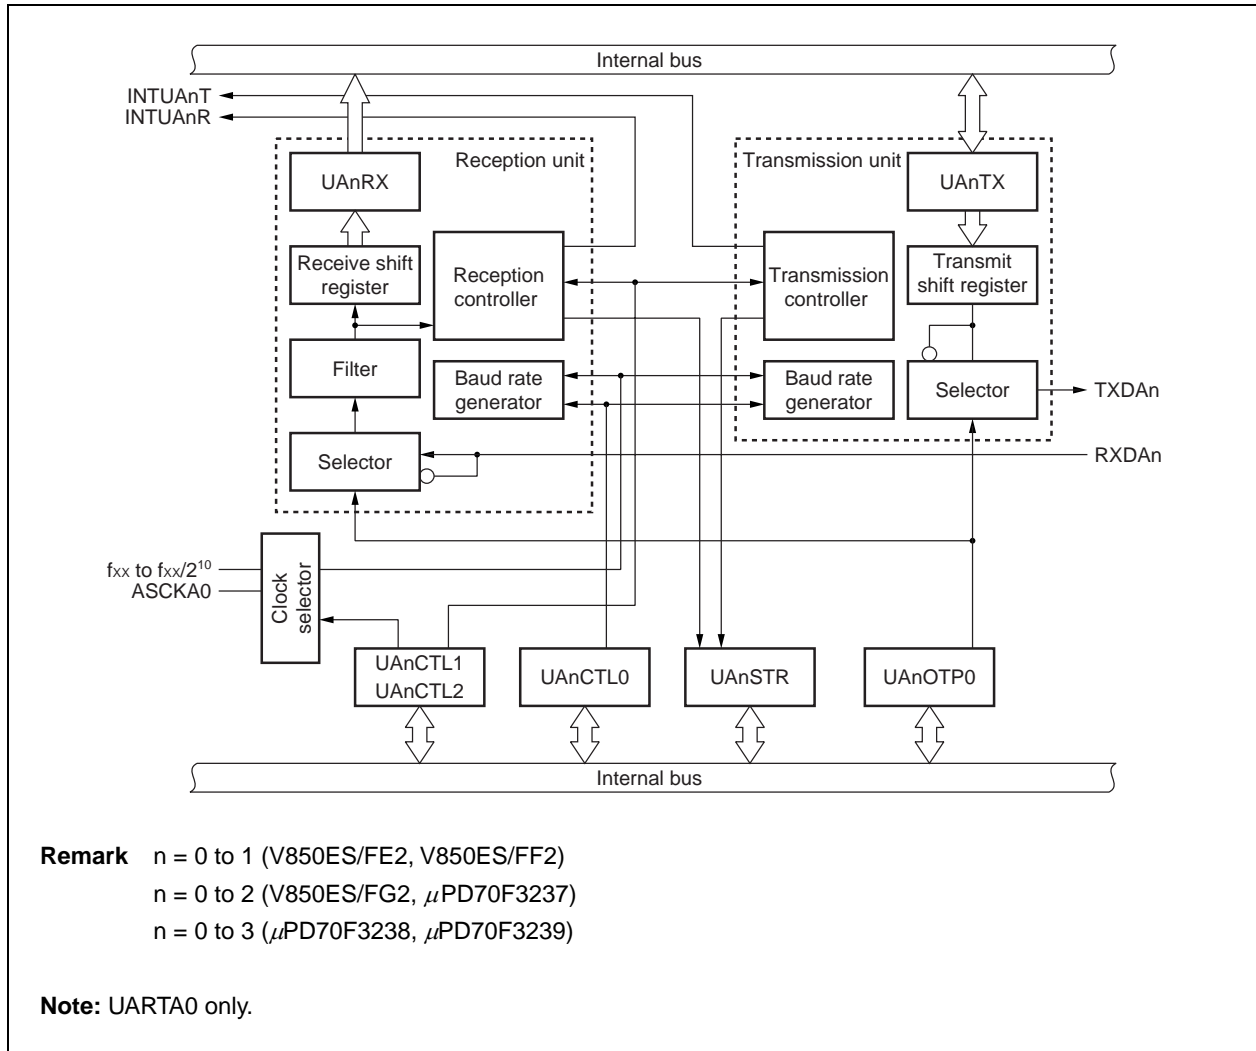 Internal bus
INTUAnT
INTUAnR
Reception unit
Transmission unit
UAnRX
UAnTX
Receive shift
register
Reception
controller
Transmission
controller
Transmit
shift register
Filter
Baud rate
generator
Baud rate
generator
Selector
TXDAn
Selector
RXDAn
fxx to fxx/2¹⁰
ASCKA0
Clock
selector
UAnCTL1
UAnCTL2
UAnCTL0
UAnSTR
UAnOTP0
Internal bus
Remark n = 0 to 1 (V850ES/FE2, V850ES/FF2)
n = 0 to 2 (V850ES/FG2, μPD70F3237)
n = 0 to 3 (μPD70F3238, μPD70F3239)
Note: UARTA0 only.